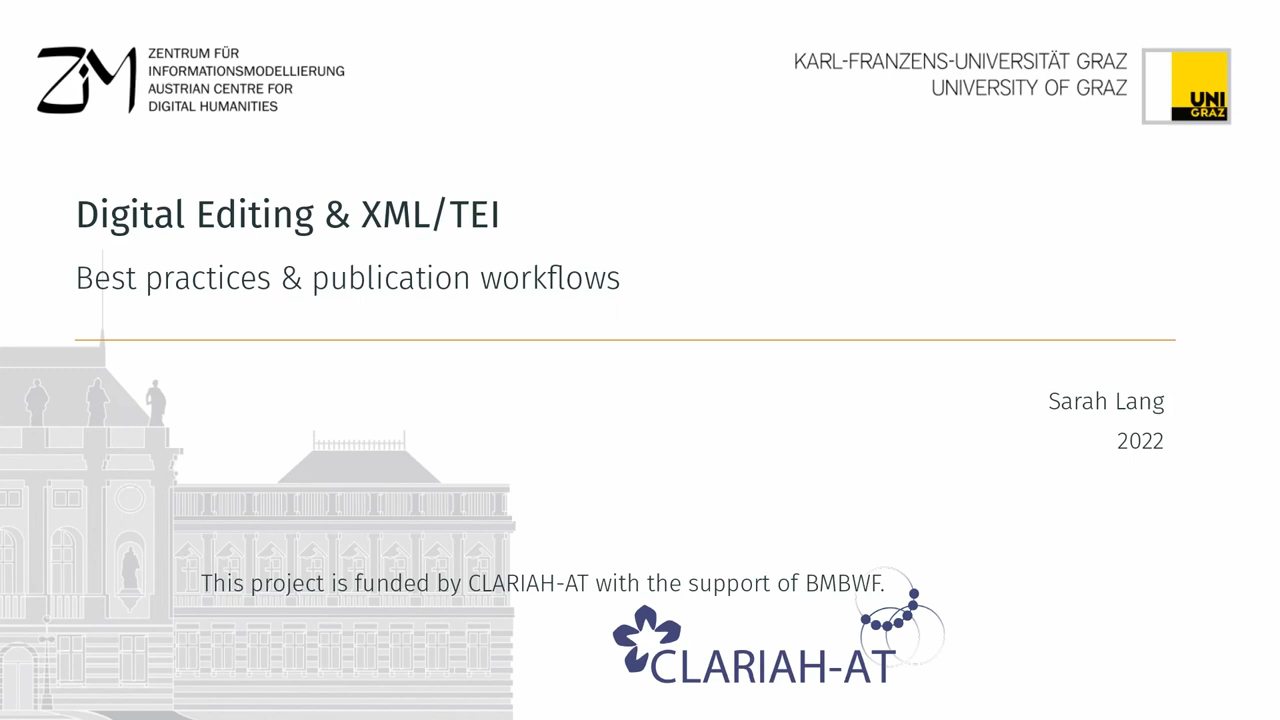 ZiM
ZENTRUM FÜR
INFORMATIONSMODELLIERUNG
AUSTRIAN CENTRE FOR
DIGITAL HUMANITIES
KARL-FRANZENS-UNIVERSITÄT GRAZ
UNIVERSITY OF GRAZ
UNI
GRAZ
Digital Editing & XML/TEI
Best practices & publication workflows
Sarah Lang
2022
This project is funded by CLARIAH-AT with the support of BMBWF.
CLARIAH-AT